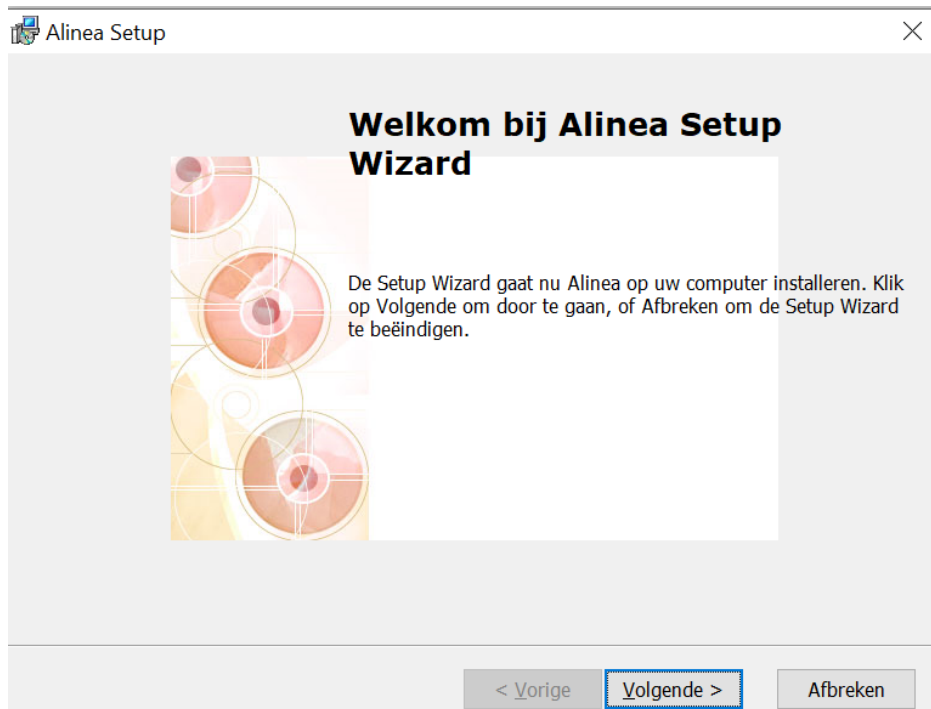 Alinea Setup
Welkom bij Alinea Setup
Wizard
De Setup Wizard gaat nu Alinea op uw computer installeren. Klik
op Volgende om door te gaan, of Afbreken om de Setup Wizard
te beëindigen.
< Vorige Volgende > Afbreken